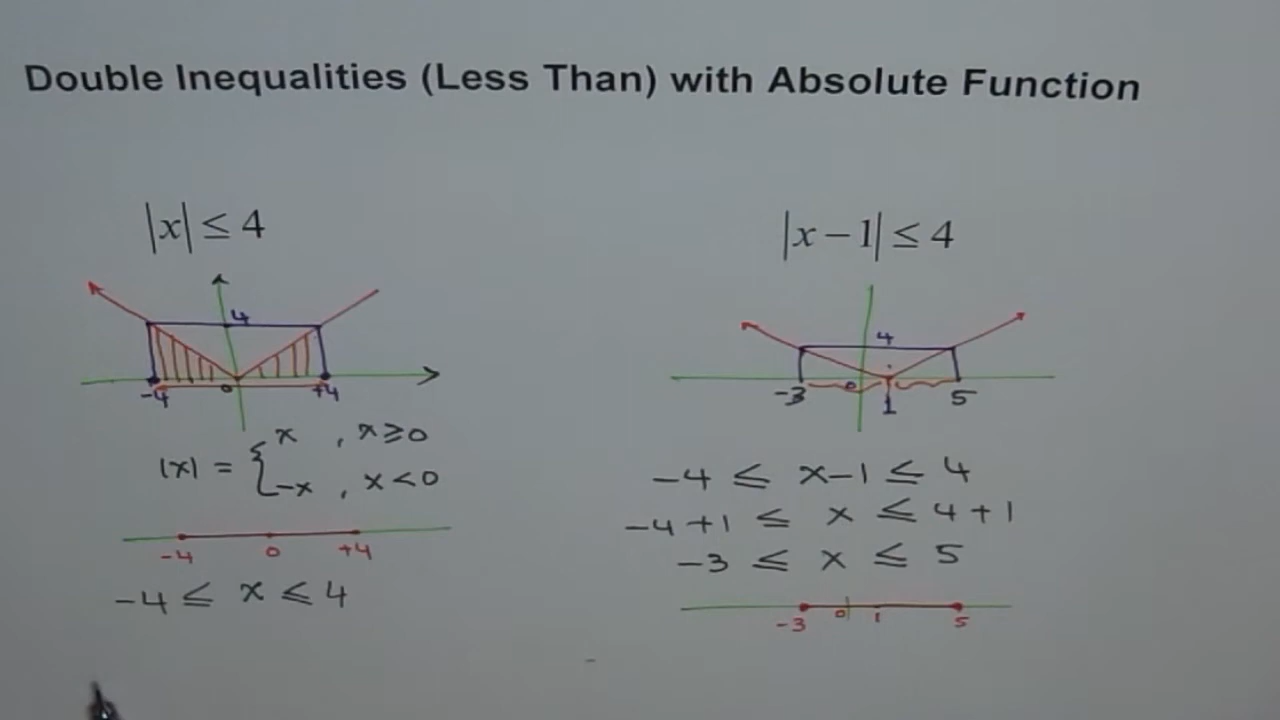 Double Inequalities (Less Than) with Absolute Function
|x| ≤ 4
4
-4 0 +4
|x| = { x , x ≥ 0
-x , x < 0
-4 0 +4
-4 ≤ x ≤ 4
|x − 1| ≤ 4
4
-3 0 1 5
-4 ≤ x-1 ≤ 4
-4+1 ≤ x ≤ 4+1
-3 ≤ x ≤ 5
-3 0 1 5